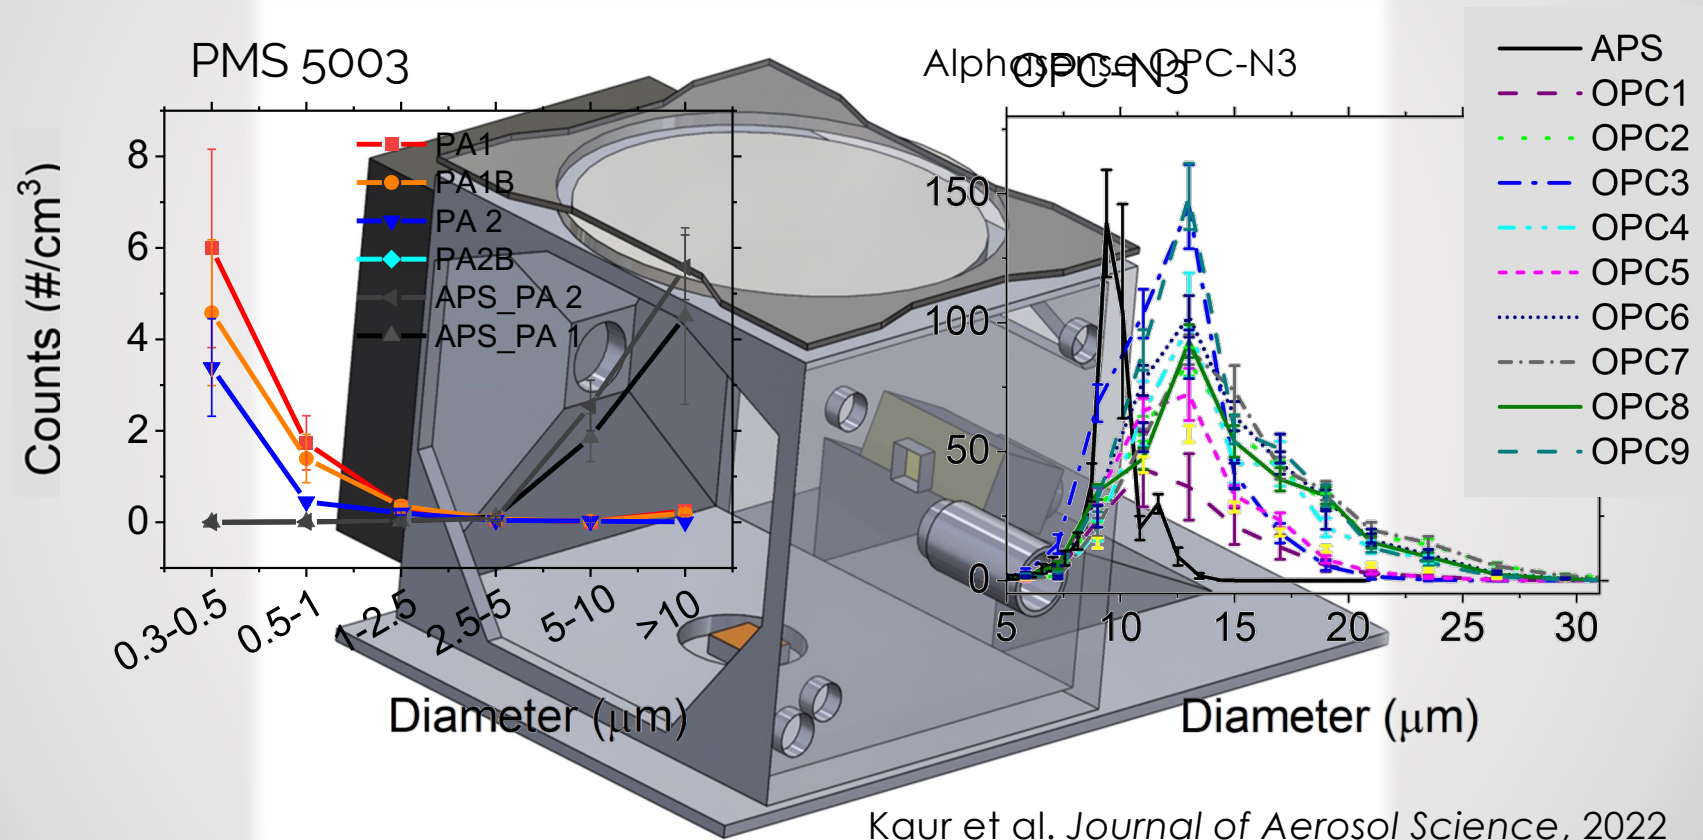 PMS 5003
Alphasense OPC-N3
OPC-N3
Counts (#/cm³)
8
6
4
2
0
PA1
PA1B
PA 2
PA2B
APS_PA 2
APS_PA 1
0.3-0.5
0.5-1
1-2.5
2.5-5
5-10
>10
Diameter (μm)
150
100
50
0
5
10
15
20
25
30
Diameter (μm)
APS
OPC1
OPC2
OPC3
OPC4
OPC5
OPC6
OPC7
OPC8
OPC9
Kaur et al. Journal of Aerosol Science, 2022